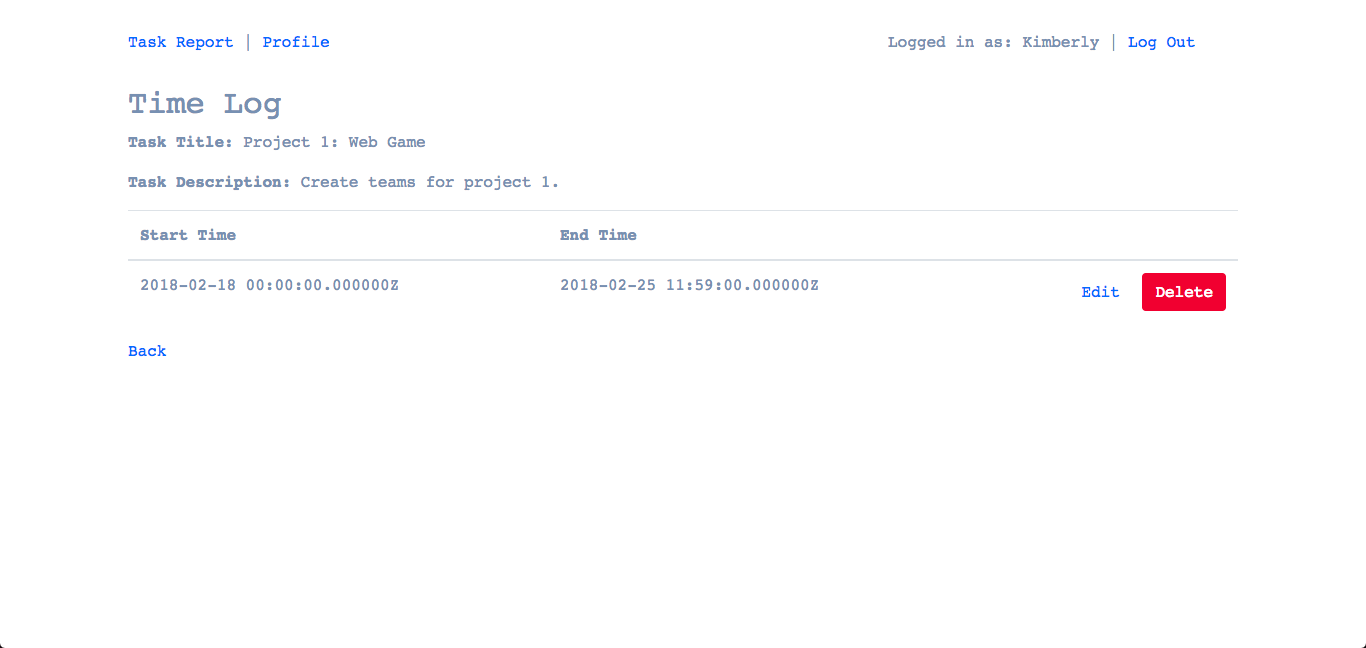 Task Report | Profile Logged in as: Kimberly | Log Out
Time Log
Task Title: Project 1: Web Game
Task Description: Create teams for project 1.
Start Time End Time
2018-02-18 00:00:00.000000Z 2018-02-25 11:59:00.000000Z Edit Delete
Back